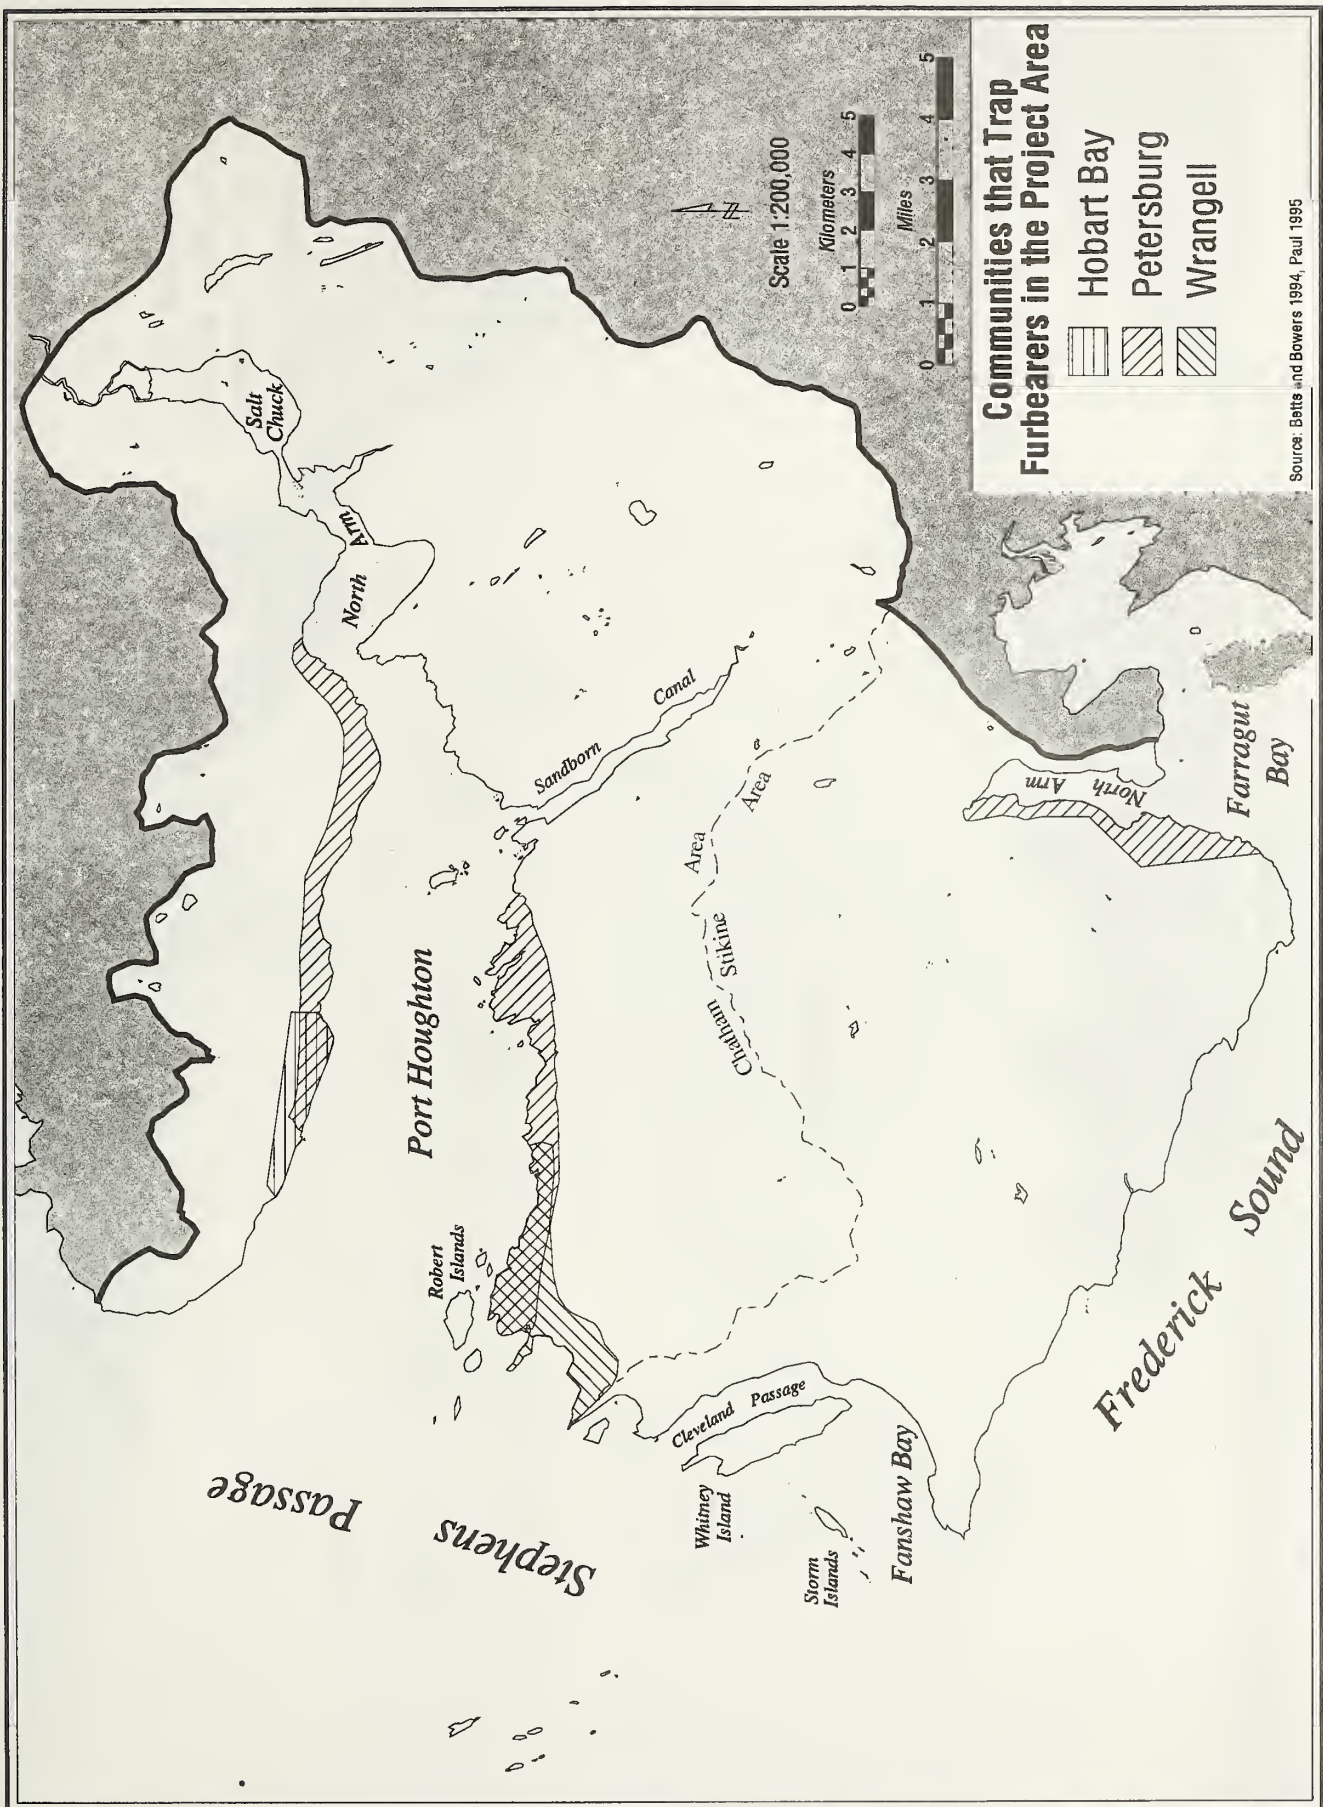 Salt
Chuck
North
Arm
Sandborn
Canal
Port Houghton
Robert
Islands
Stephens
Passage
Chatham
Area
Stikine
Area
Cleveland Passage
Whitney
Island
Storm
Islands
Fanshaw Bay
Frederick
Sound
North Arm
Farragut
Bay
Scale 1:200,000
Kilometers
0 1 2 3 4 5
Miles
0 1 2 3 4 5
Communities that Trap
Furbearers in the Project Area
Hobart Bay
Petersburg
Wrangell
Source: Betts and Bowers 1994, Paul 1995